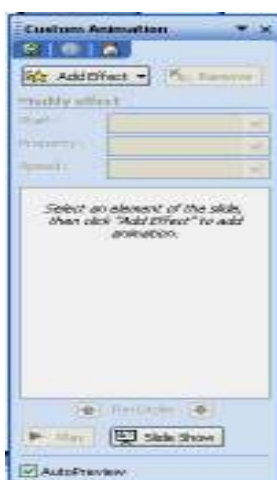 Custom Animation
Add Effect
Remove
Modify effect
Start:
Property:
Speed:
Select an element of the slide,
then click "Add Effect" to add
animation.
Re-Order
Play
Slide Show
AutoPreview